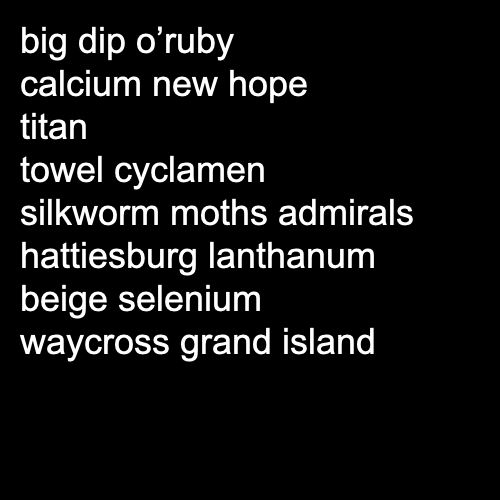 big dip o’ruby
calcium new hope
titan
towel cyclamen
silkworm moths admirals
hattiesburg lanthanum
beige selenium
waycross grand island